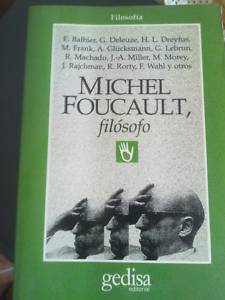 Filosofía
E. Balbier, G. Deleuze, H. L. Dreyfus,
M. Frank, A. Glücksmann, G. Lebrun,
R. Machado, J.-A. Miller, M. Morey,
J. Rajchman, R. Rorty, F. Wahl y otros
MICHEL
FOUCAULT,
filósofo
gedisa
editorial